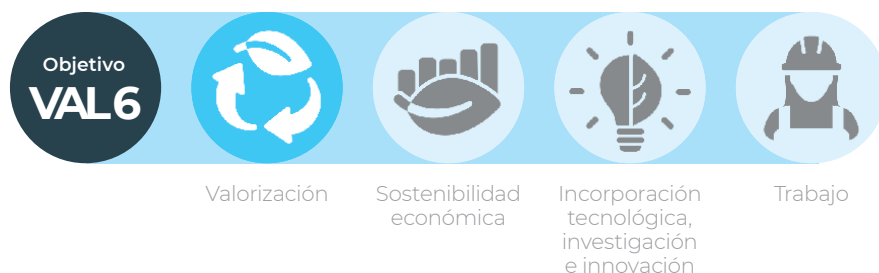 Objetivo
VAL6
Valorización
Sostenibilidad
económica
Incorporación
tecnológica,
investigación
e innovación
Trabajo